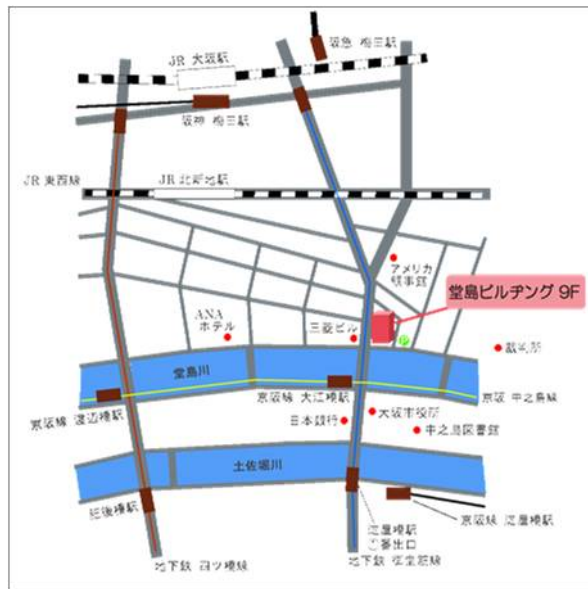 阪急 梅田駅
JR 大阪駅
阪神 梅田駅
JR 東西線
JR 北新地駅
アメリカ
領事館
堂島ビルヂング 9F
ANA
ホテル
三菱ビル
裁判所
堂島川
京阪線 渡辺橋駅
京阪線 大江橋駅
京阪 中之島線
日本銀行
大阪市役所
中之島図書館
土佐堀川
肥後橋駅
淀屋橋駅
①番出口
京阪線 淀屋橋駅
地下鉄 四ツ橋線
地下鉄 御堂筋線